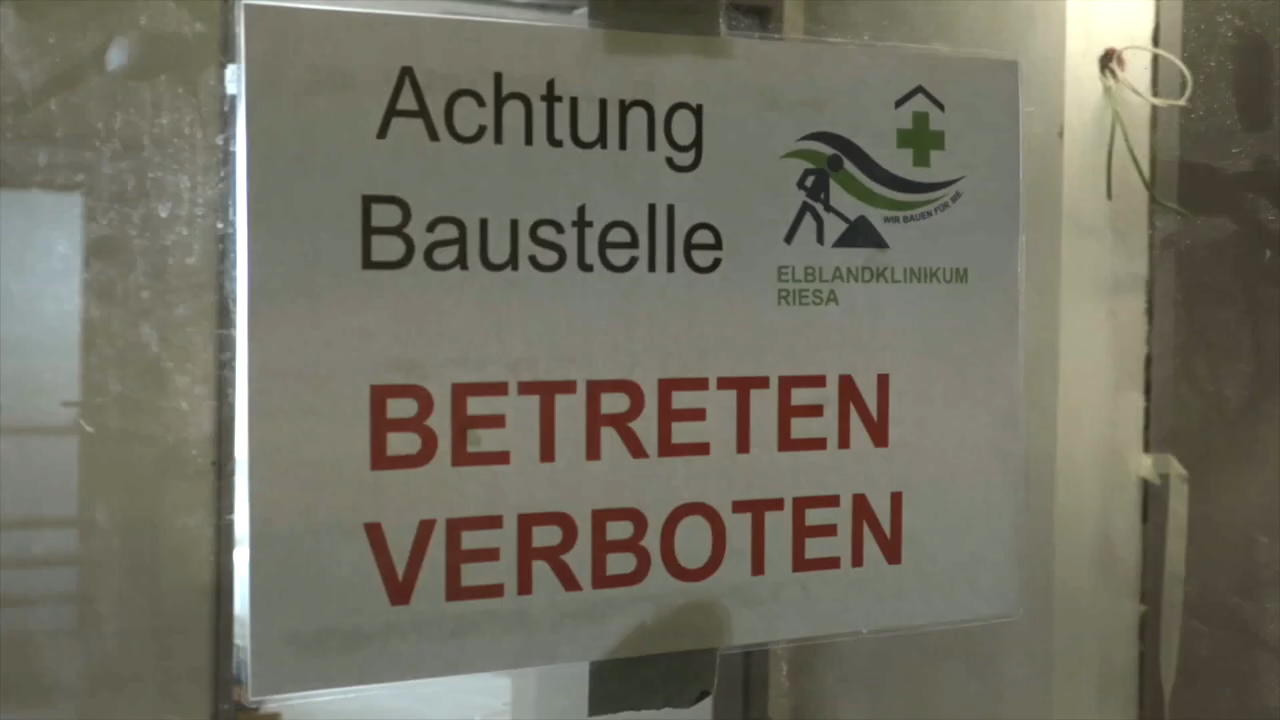 Achtung
Baustelle
WIR BAUEN FÜR SIE.
ELBLANDKLINIKUM
RIESA
BETRETEN
VERBOTEN